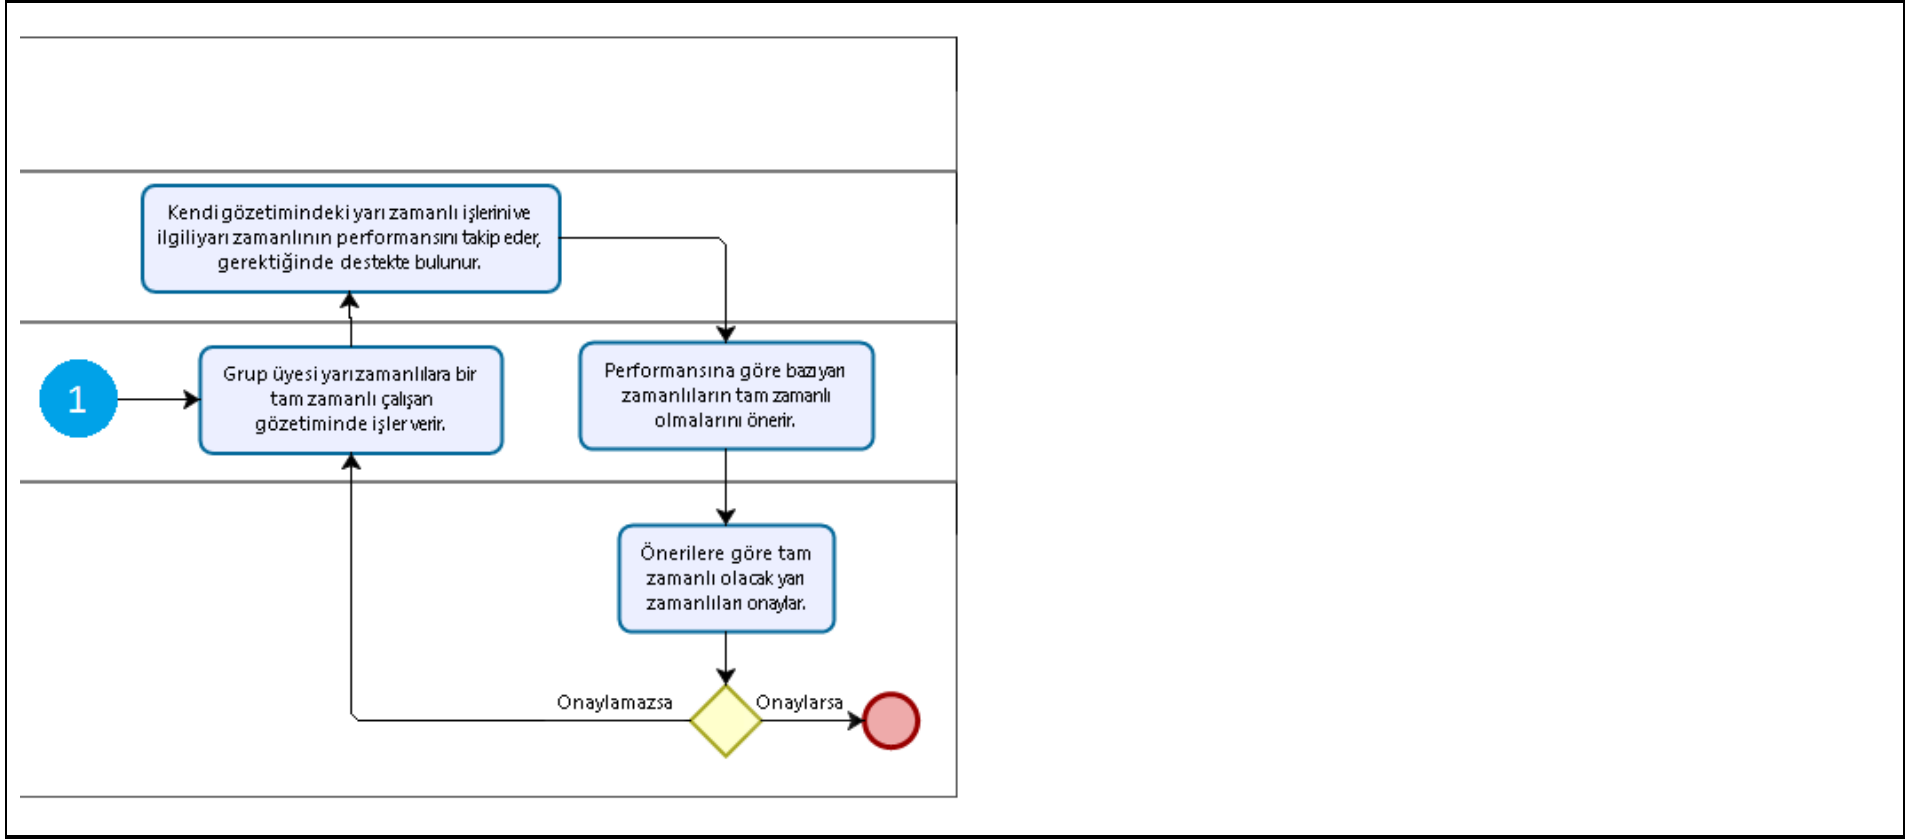 Kendi gözetimindeki yarı zamanlı işlerini ve
ilgili yarı zamanlının performansını takip eder,
gerektiğinde destekte bulunur.
1
Grup üyesi yarı zamanlılara bir
tam zamanlı çalışan
gözetiminde işler verir.
Performansına göre bazı yarı
zamanlıların tam zamanlı
olmalarını önerir.
Önerilere göre tam
zamanlı olacak yarı
zamanlıları onaylar.
Onaylamazsa
Onaylarsa